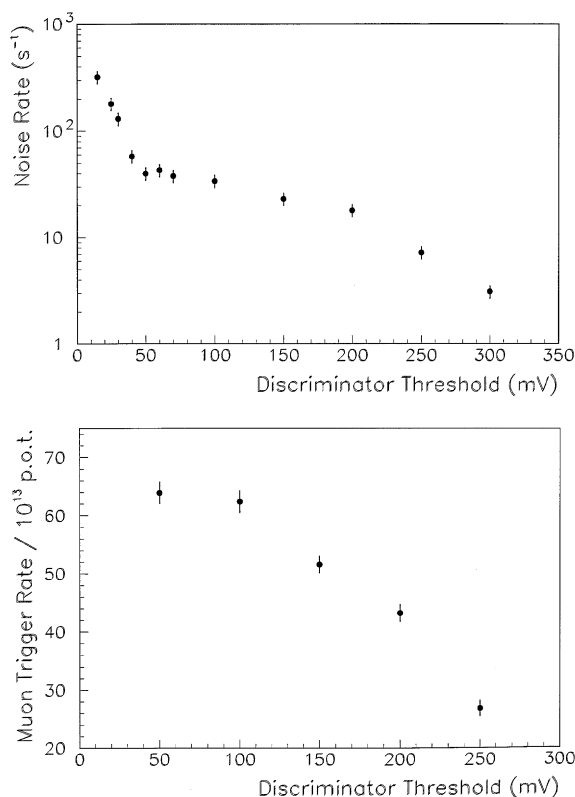 Noise Rate (s⁻¹)
10³
10²
10
1
0 50 100 150 200 250 300 350
Discriminator Threshold (mV)
Muon Trigger Rate / 10¹³ p.o.t.
70
60
50
40
30
20
0 50 100 150 200 250 300
Discriminator Threshold (mV)